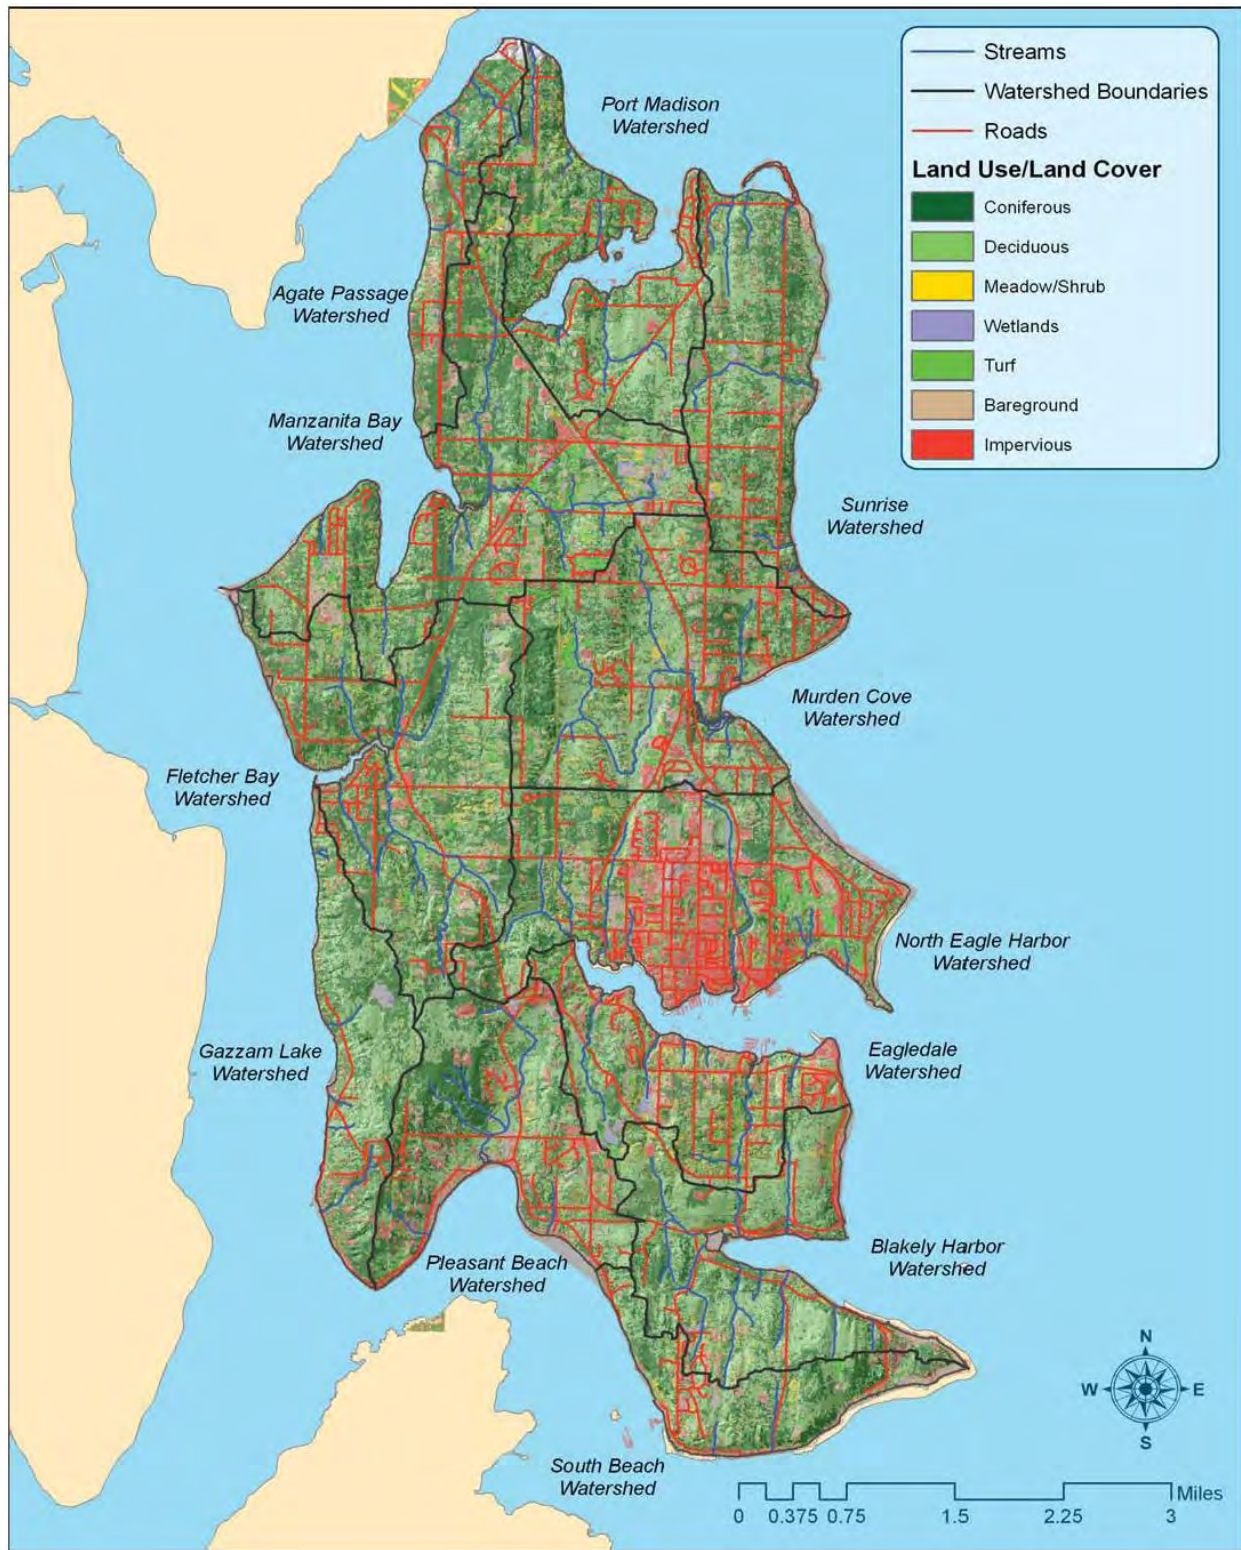 Streams
Watershed Boundaries
Roads
Land Use/Land Cover
Coniferous
Deciduous
Meadow/Shrub
Wetlands
Turf
Bareground
Impervious
Port Madison
Watershed
Agate Passage
Watershed
Manzanita Bay
Watershed
Sunrise
Watershed
Murden Cove
Watershed
Fletcher Bay
Watershed
North Eagle Harbor
Watershed
Gazzam Lake
Watershed
Eagledale
Watershed
Pleasant Beach
Watershed
Blakely Harbor
Watershed
South Beach
Watershed
N
W E
S
Miles
0 0.375 0.75 1.5 2.25 3